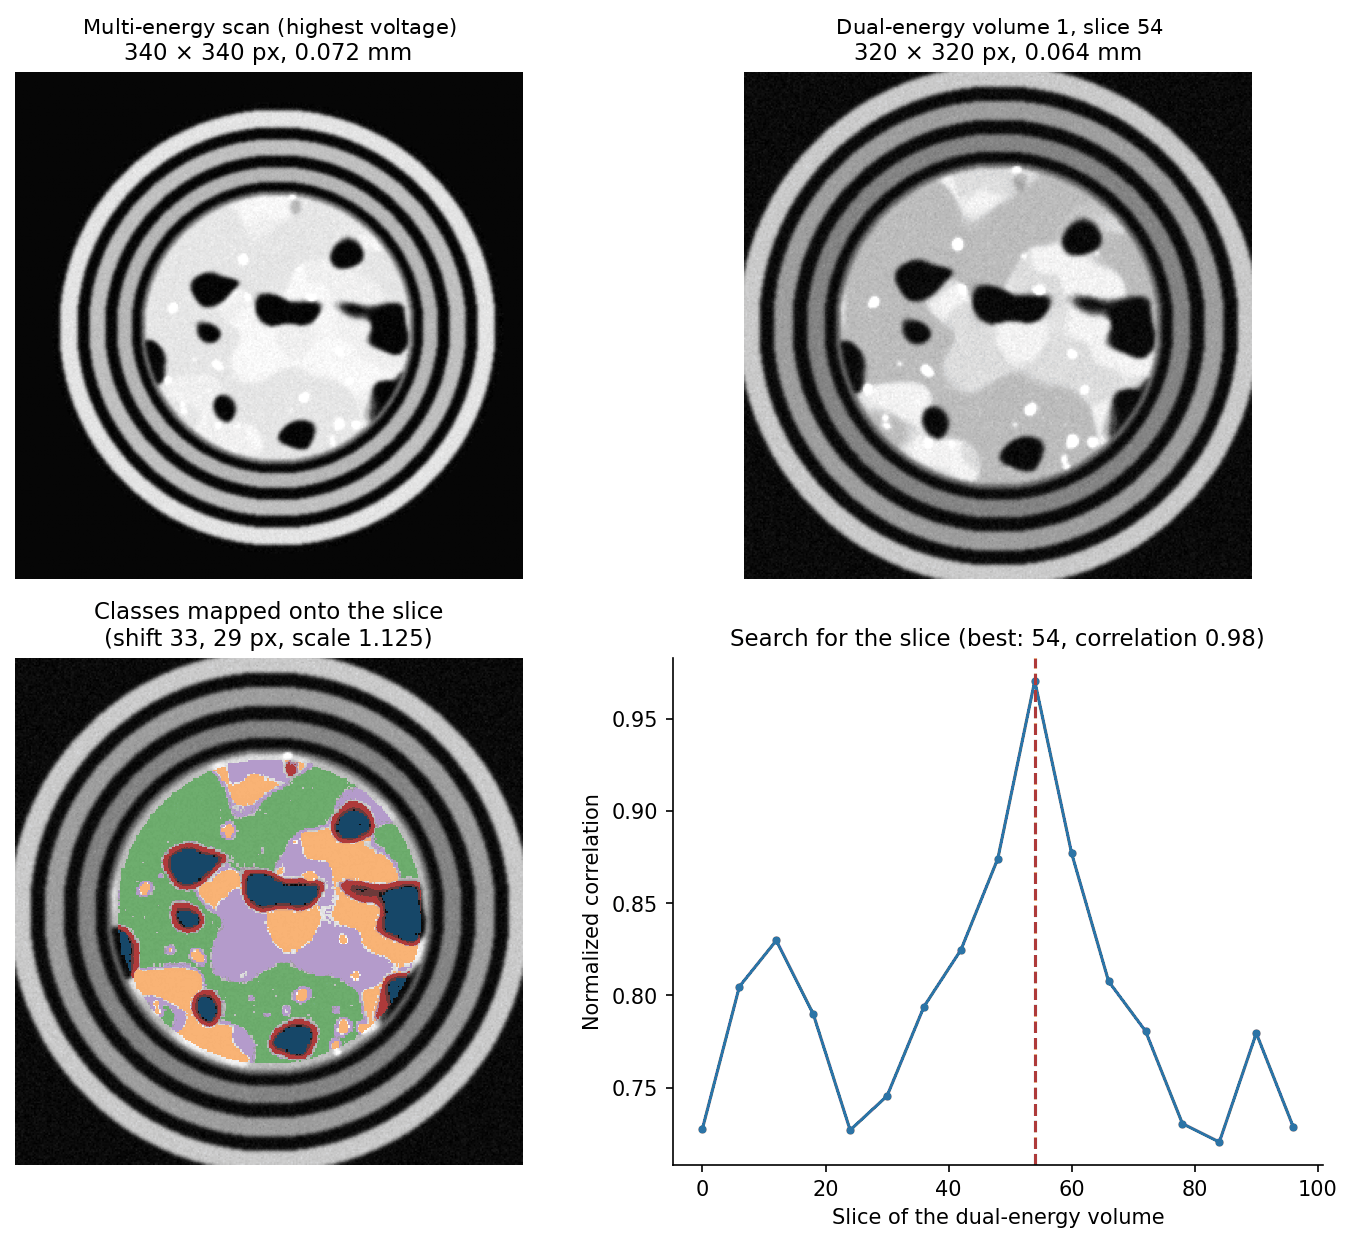 Multi-energy scan (highest voltage)
340 × 340 px, 0.072 mm
Dual-energy volume 1, slice 54
320 × 320 px, 0.064 mm
Classes mapped onto the slice
(shift 33, 29 px, scale 1.125)
Search for the slice (best: 54, correlation 0.98)
Normalized correlation
0.95
0.90
0.85
0.80
0.75
0
20
40
60
80
100
Slice of the dual-energy volume